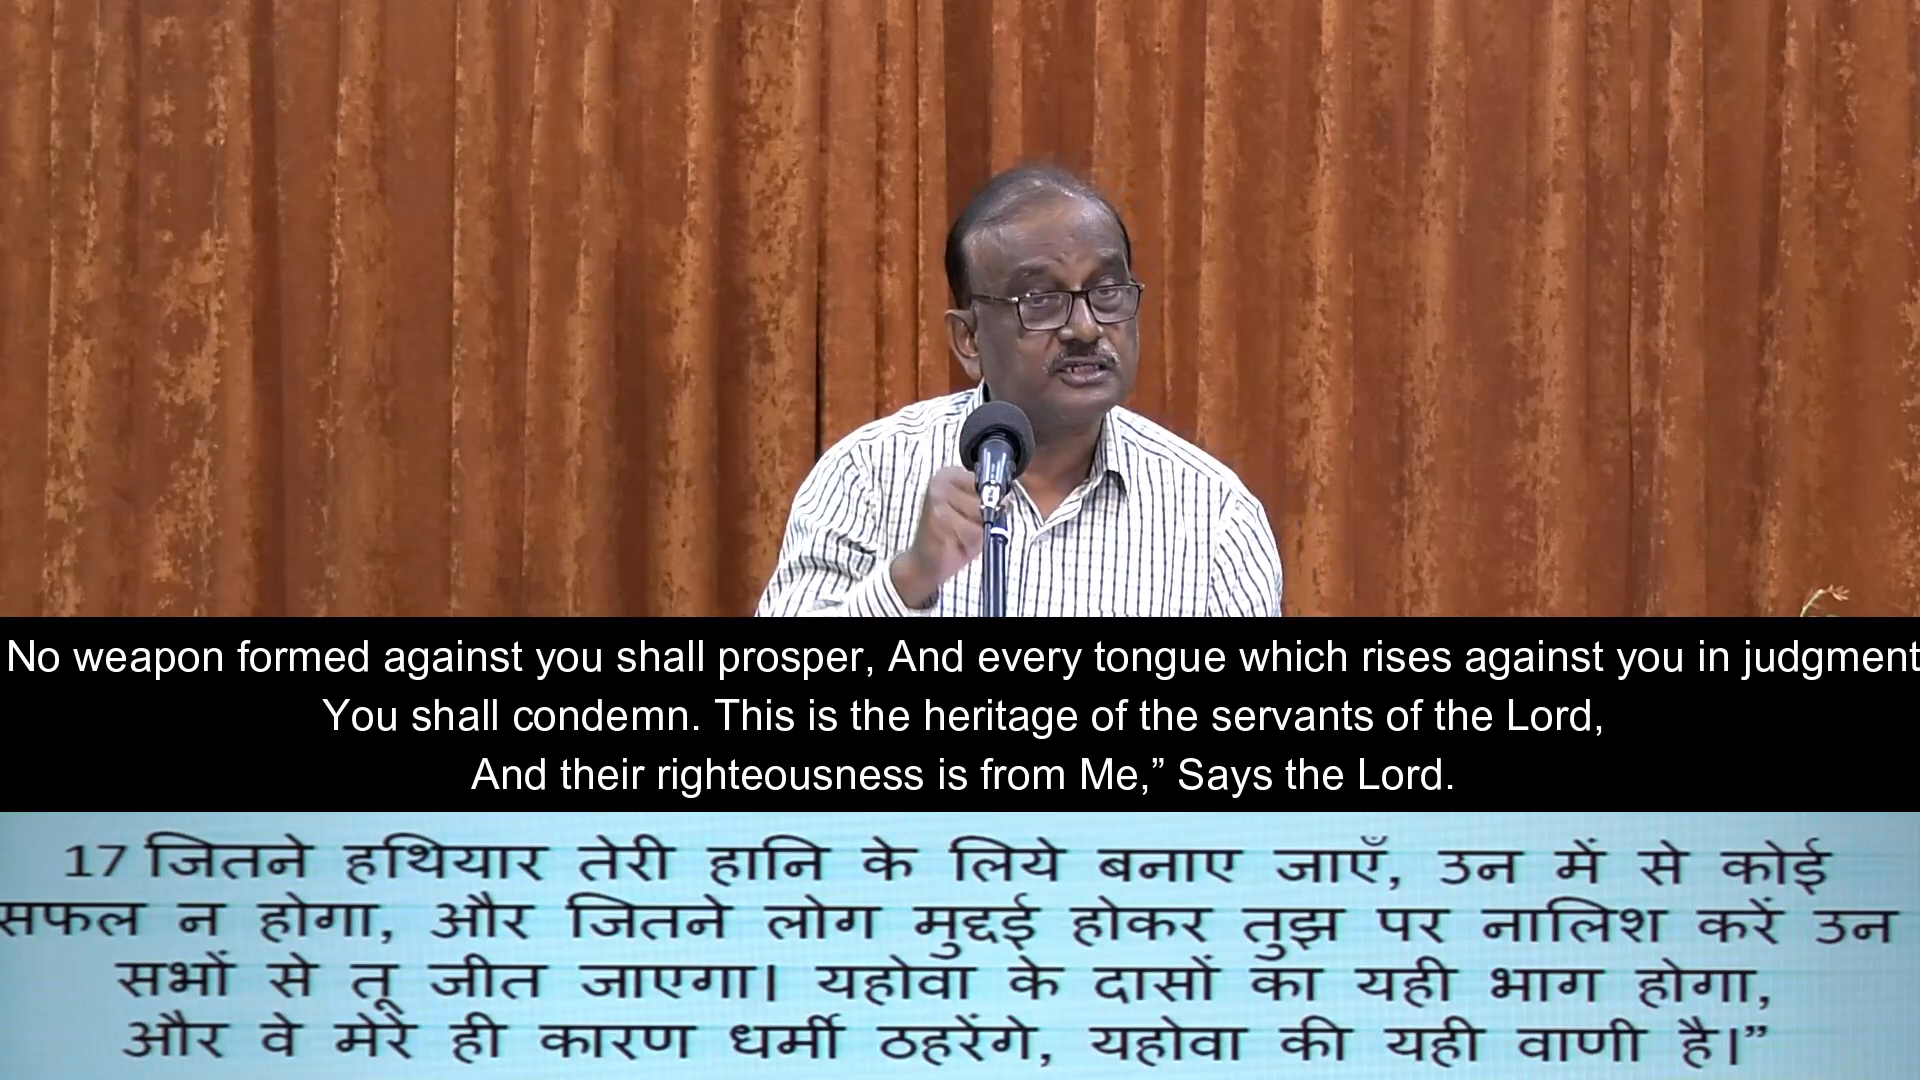 No weapon formed against you shall prosper, And every tongue which rises against you in judgment
You shall condemn. This is the heritage of the servants of the Lord,
And their righteousness is from Me,” Says the Lord.
17 जितने हथियार तेरी हानि के लिये बनाए जाएँ, उन में से कोई
सफल न होगा, और जितने लोग मुद्दई होकर तुझ पर नालिश करें उन
सभों से तू जीत जाएगा। यहोवा के दासों का यही भाग होगा,
और वे मेरे ही कारण धर्मी ठहरेंगे, यहोवा की यही वाणी है।”